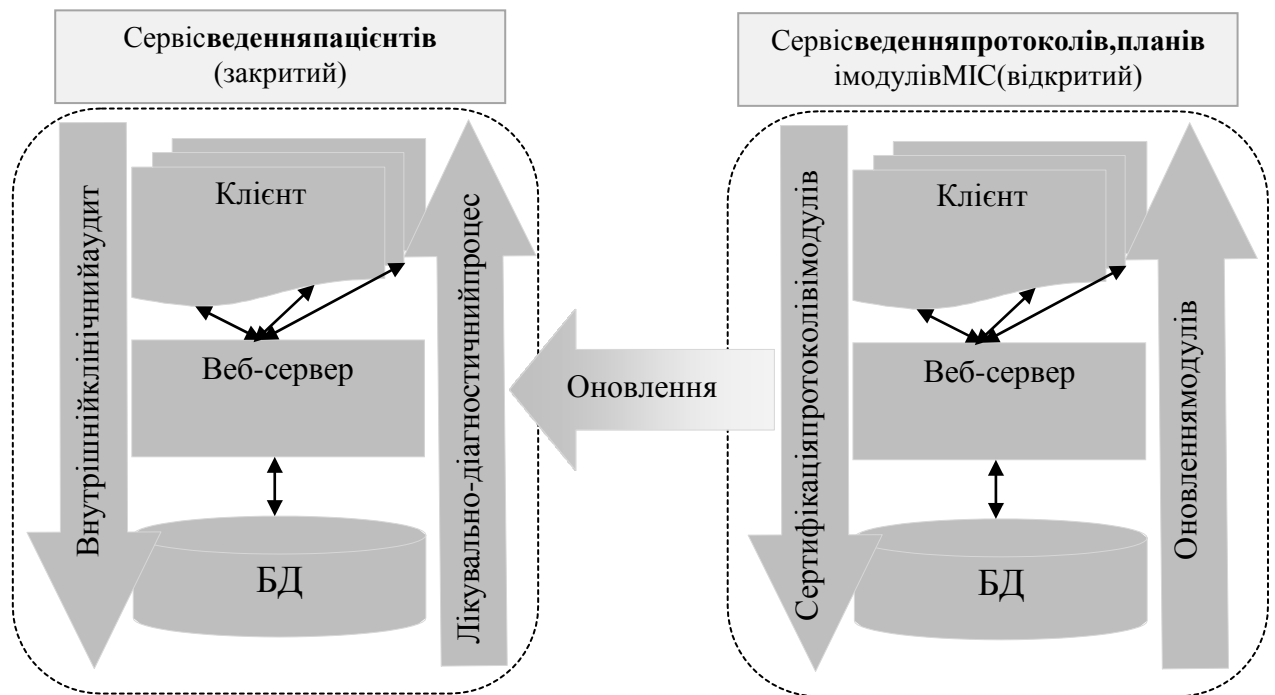 Сервісведенняпацієнтів
(закритий)
Внутрішнійклінічнийаудит
Клієнт
Веб-сервер
БД
Лікувально-діагностичнийпроцес
Оновлення
Сервісведенняпротоколів,планів
імодулівМІС(відкритий)
Сертифікаціяпротоколівімодулів
Клієнт
Веб-сервер
БД
Оновленнямодулів